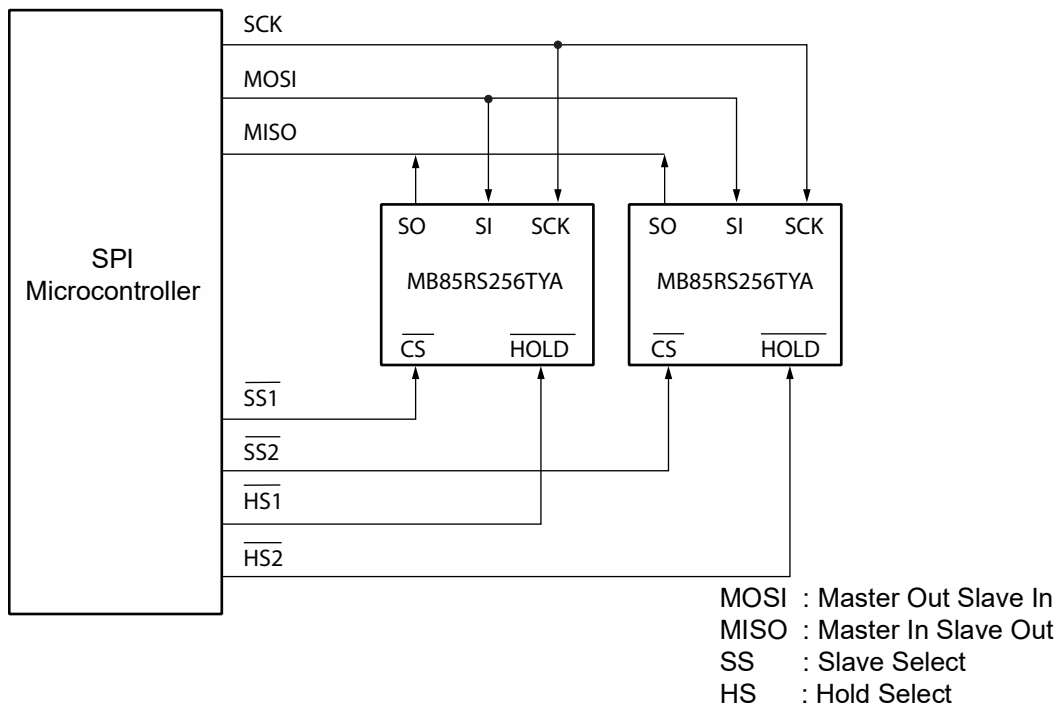 SCK
MOSI
MISO
SPI
Microcontroller
SO SI SCK
MB85RS256TYA
CS HOLD
SO SI SCK
MB85RS256TYA
CS HOLD
SS1
SS2
HS1
HS2
MOSI : Master Out Slave In
MISO : Master In Slave Out
SS : Slave Select
HS : Hold Select